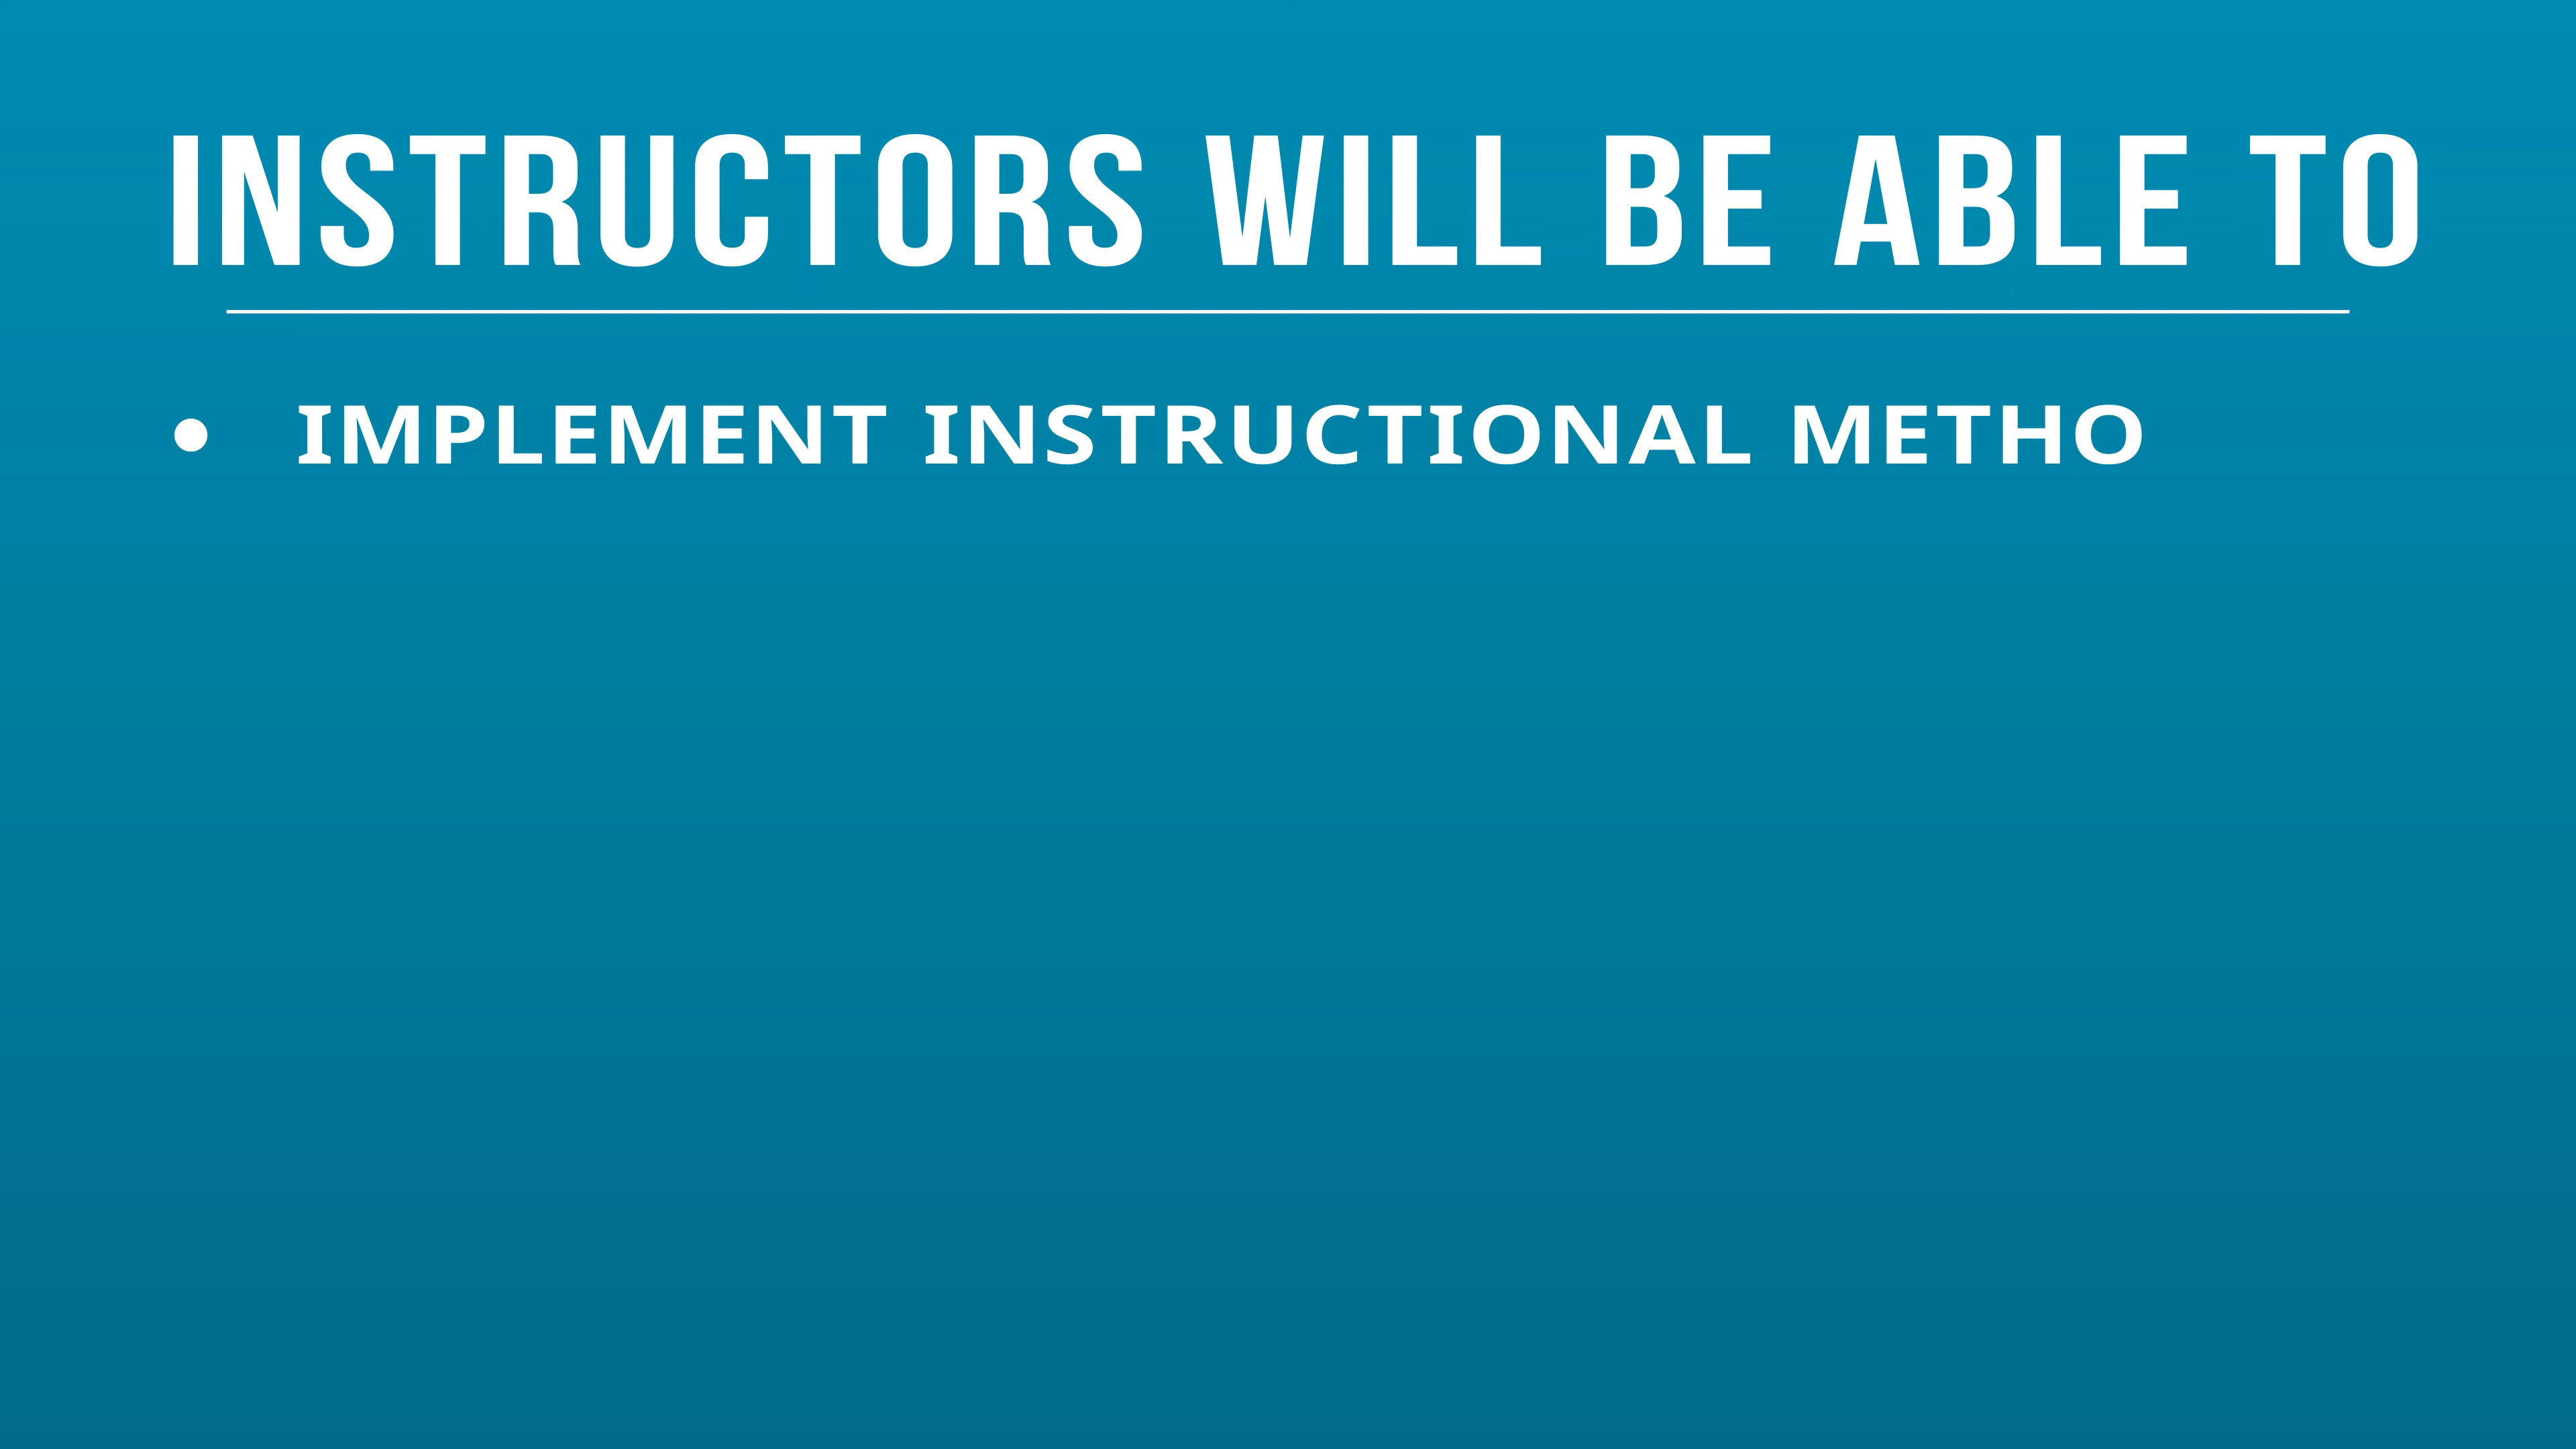 INSTRUCTORS WILL BE ABLE TO
• IMPLEMENT INSTRUCTIONAL METHO